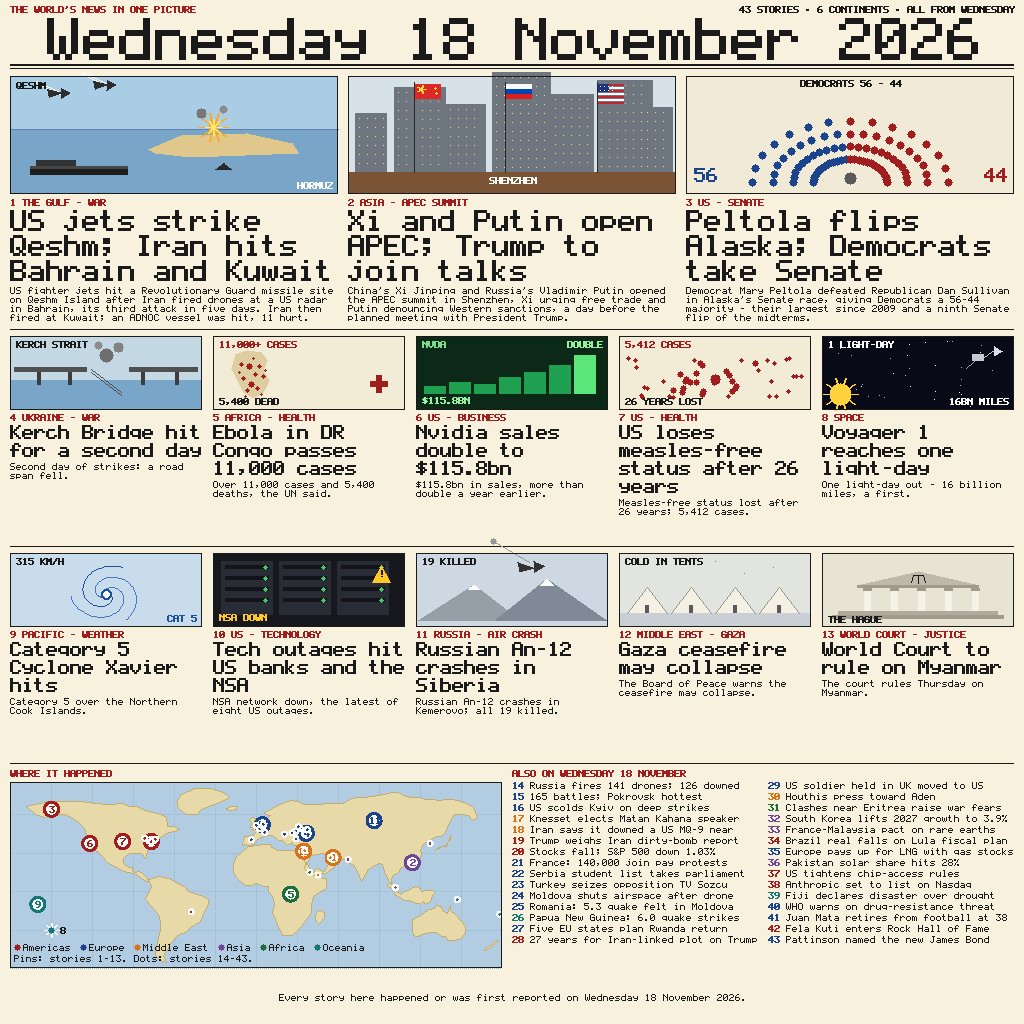 THE WORLD'S NEWS IN ONE PICTURE
43 STORIES - 6 CONTINENTS - ALL FROM WEDNESDAY
Wednesday 18 November 2026
QESHM
HORMUZ
1 THE GULF - WAR
US jets strike
Qeshm; Iran hits
Bahrain and Kuwait
US fighter jets hit a Revolutionary Guard missile site
on Qeshm Island after Iran fired drones at a US radar
in Bahrain, its third attack in five days. Iran then
fired at Kuwait; an ADNOC vessel was hit, 11 hurt.
SHENZHEN
2 ASIA - APEC SUMMIT
Xi and Putin open
APEC; Trump to
join talks
China's Xi Jinping and Russia's Vladimir Putin opened
the APEC summit in Shenzhen, Xi urging free trade and
Putin denouncing Western sanctions, a day before the
planned meeting with President Trump.
DEMOCRATS 56 - 44
56
44
3 US - SENATE
Peltola flips
Alaska; Democrats
take Senate
Democrat Mary Peltola defeated Republican Dan Sullivan
in Alaska's Senate race, giving Democrats a 56-44
majority - their largest since 2009 and a ninth Senate
flip of the midterms.
KERCH STRAIT
4 UKRAINE - WAR
Kerch Bridge hit
for a second day
Second day of strikes: a road
span fell.
11,000+ CASES
5,400 DEAD
5 AFRICA - HEALTH
Ebola in DR
Congo passes
11,000 cases
Over 11,000 cases and 5,400
deaths, the UN said.
NVDA
DOUBLE
$115.8BN
6 US - BUSINESS
Nvidia sales
double to
$115.8bn
$115.8bn in sales, more than
double a year earlier.
5,412 CASES
26 YEARS LOST
7 US - HEALTH
US loses
measles-free
status after 26
years
Measles-free status lost after
26 years; 5,412 cases.
1 LIGHT-DAY
16BN MILES
8 SPACE
Voyager 1
reaches one
light-day
One light-day out - 16 billion
miles, a first.
315 KM/H
CAT 5
9 PACIFIC - WEATHER
Category 5
Cyclone Xavier
hits
Category 5 over the Northern
Cook Islands.
!
NSA DOWN
10 US - TECHNOLOGY
Tech outages hit
US banks and the
NSA
NSA network down, the latest of
eight US outages.
19 KILLED
11 RUSSIA - AIR CRASH
Russian An-12
crashes in
Siberia
Russian An-12 crashes in
Kemerovo; all 19 killed.
COLD IN TENTS
12 MIDDLE EAST - GAZA
Gaza ceasefire
may collapse
The Board of Peace warns the
ceasefire may collapse.
THE HAGUE
13 WORLD COURT - JUSTICE
World Court to
rule on Myanmar
The court rules Thursday on
Myanmar.
WHERE IT HAPPENED
3
6
7
11
2
5
9
8
Americas Europe Middle East Asia Africa Oceania
Pins: stories 1-13. Dots: stories 14-43.
ALSO ON WEDNESDAY 18 NOVEMBER
14 Russia fires 141 drones; 126 downed
15 165 battles; Pokrovsk hottest
16 US scolds Kyiv on deep strikes
17 Knesset elects Matan Kahana speaker
18 Iran says it downed a US MQ-9 near
19 Trump weighs Iran dirty-bomb report
20 Stocks fall; S&P 500 down 1.03%
21 France: 140,000 join pay protests
22 Serbia student list takes parliament
23 Turkey seizes opposition TV Sozcu
24 Moldova shuts airspace after drone
25 Romania: 5.3 quake felt in Moldova
26 Papua New Guinea: 6.0 quake strikes
27 Five EU states plan Rwanda return
28 27 years for Iran-linked plot on Trump
29 US soldier held in UK moved to US
30 Houthis press toward Aden
31 Clashes near Eritrea raise war fears
32 South Korea lifts 2027 growth to 3.9%
33 France-Malaysia pact on rare earths
34 Brazil real falls on Lula fiscal plan
35 Europe pays up for LNG with gas stocks
36 Pakistan solar share hits 28%
37 US tightens chip-access rules
38 Anthropic set to list on Nasdaq
39 Fiji declares disaster over drought
40 WHO warns on drug-resistance threat
41 Juan Mata retires from football at 38
42 Fela Kuti enters Rock Hall of Fame
43 Pattinson named the new James Bond
Every story here happened or was first reported on Wednesday 18 November 2026.